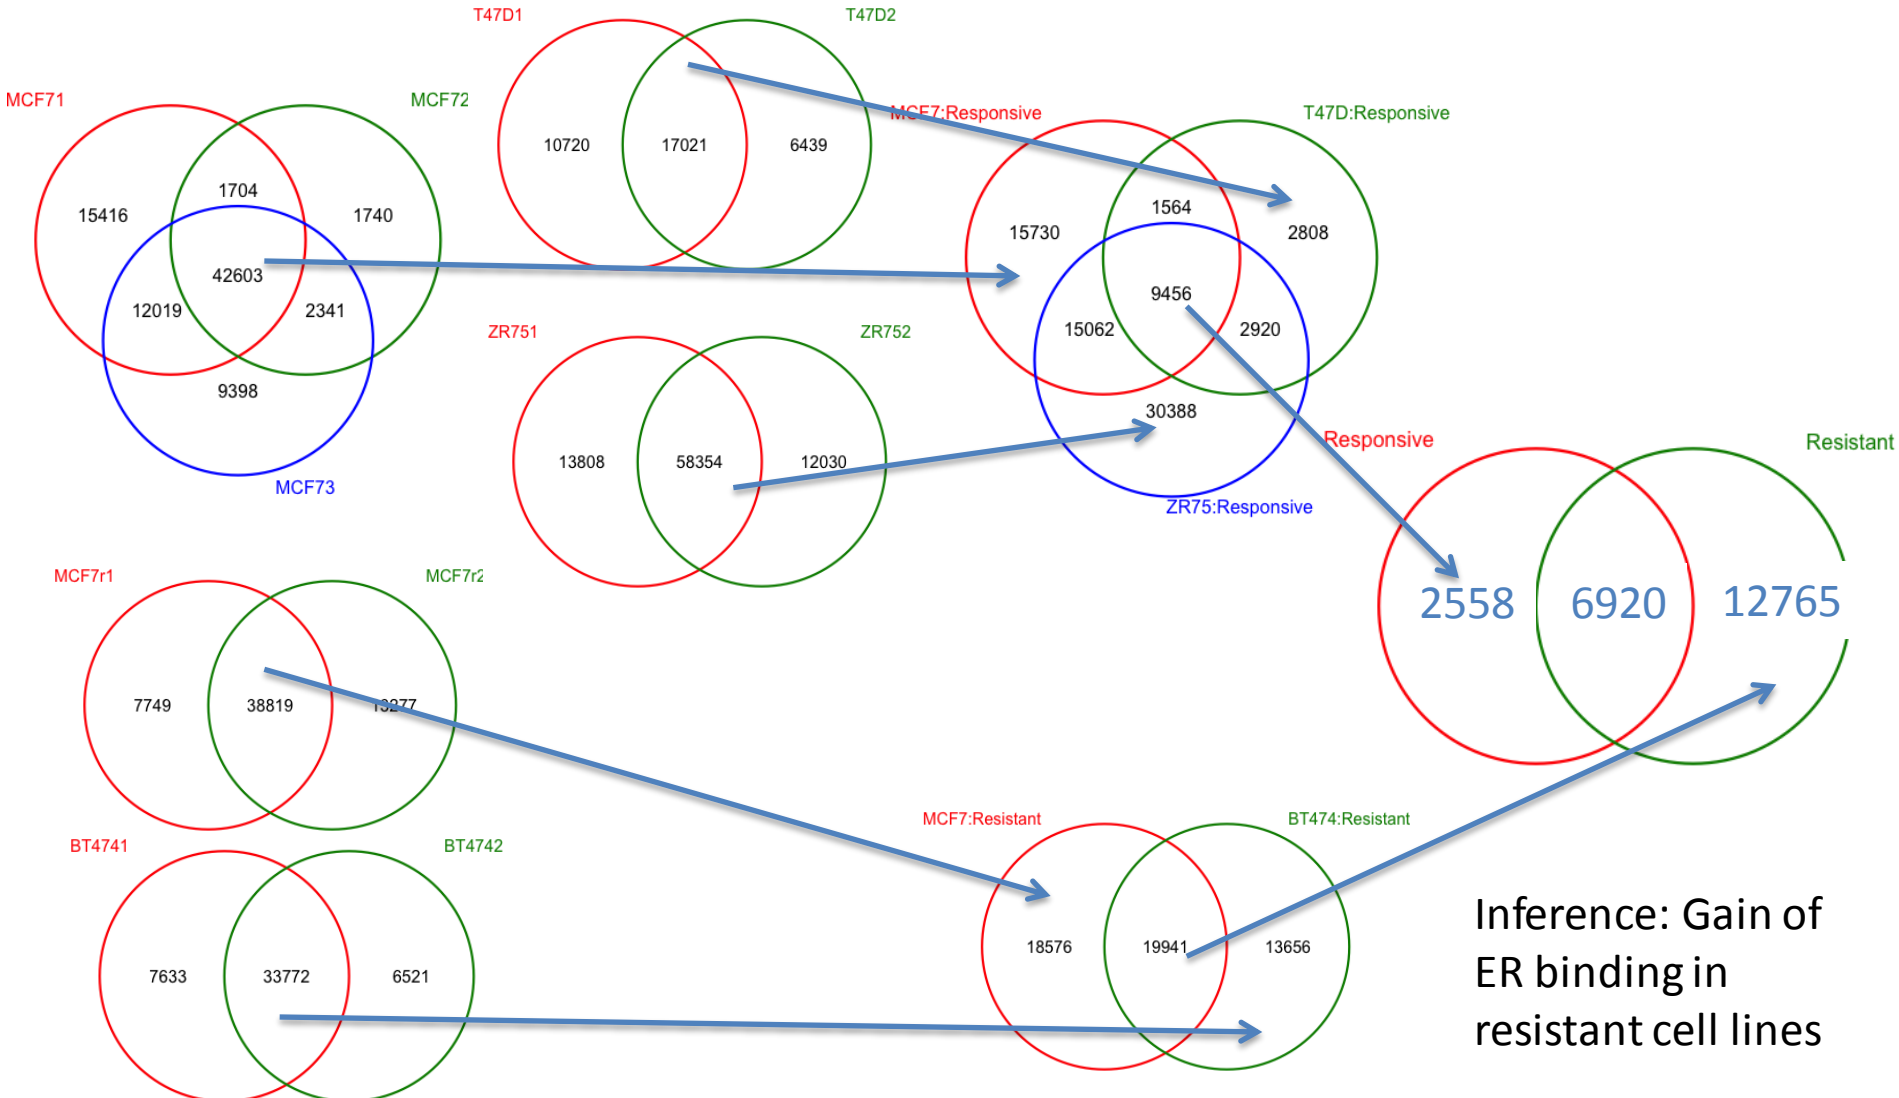 T47D1
T47D2
10720
17021
6439
MCF71
MCF72
15416
1704
1740
42603
12019
2341
9398
MCF73
MCF7:Responsive
T47D:Responsive
15730
1564
2808
9456
15062
2920
30388
ZR75:Responsive
ZR751
ZR752
13808
58354
12030
Responsive
Resistant
2558
6920
12765
MCF7r1
MCF7r2
7749
38819
13277
BT4741
BT4742
7633
33772
6521
MCF7:Resistant
BT474:Resistant
18576
19941
13656
Inference: Gain of
ER binding in
resistant cell lines